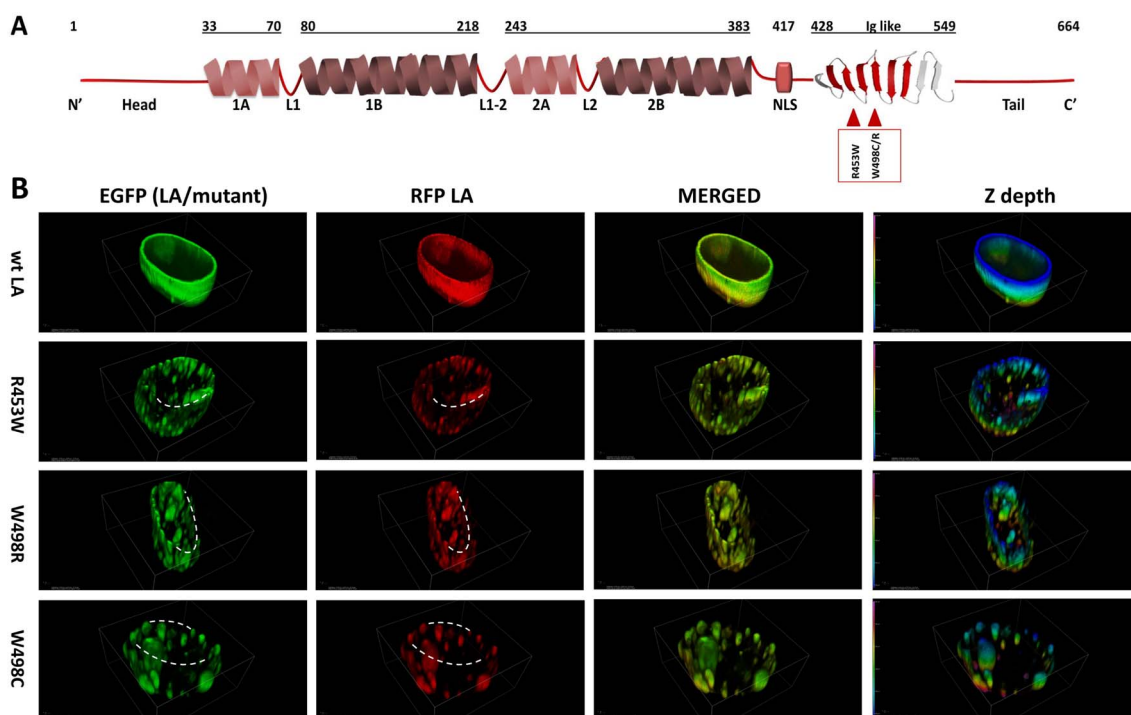 A
1 33 70 80 218 243 383 417 428 Ig like 549 664
N' Head 1A L1 1B L1-2 2A L2 2B NLS Tail C'
R453W
W498C/R
B
EGFP (LA/mutant) RFP LA MERGED Z depth
wt LA
R453W
W498R
W498C